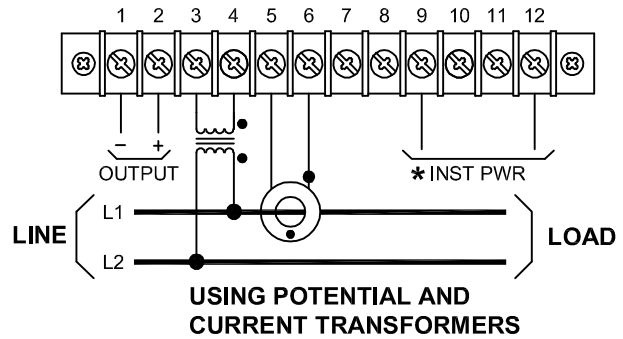 1 2 3 4 5 6 7 8 9 10 11 12
− +
OUTPUT
* INST PWR
L1
LINE
LOAD
L2
USING POTENTIAL AND
CURRENT TRANSFORMERS